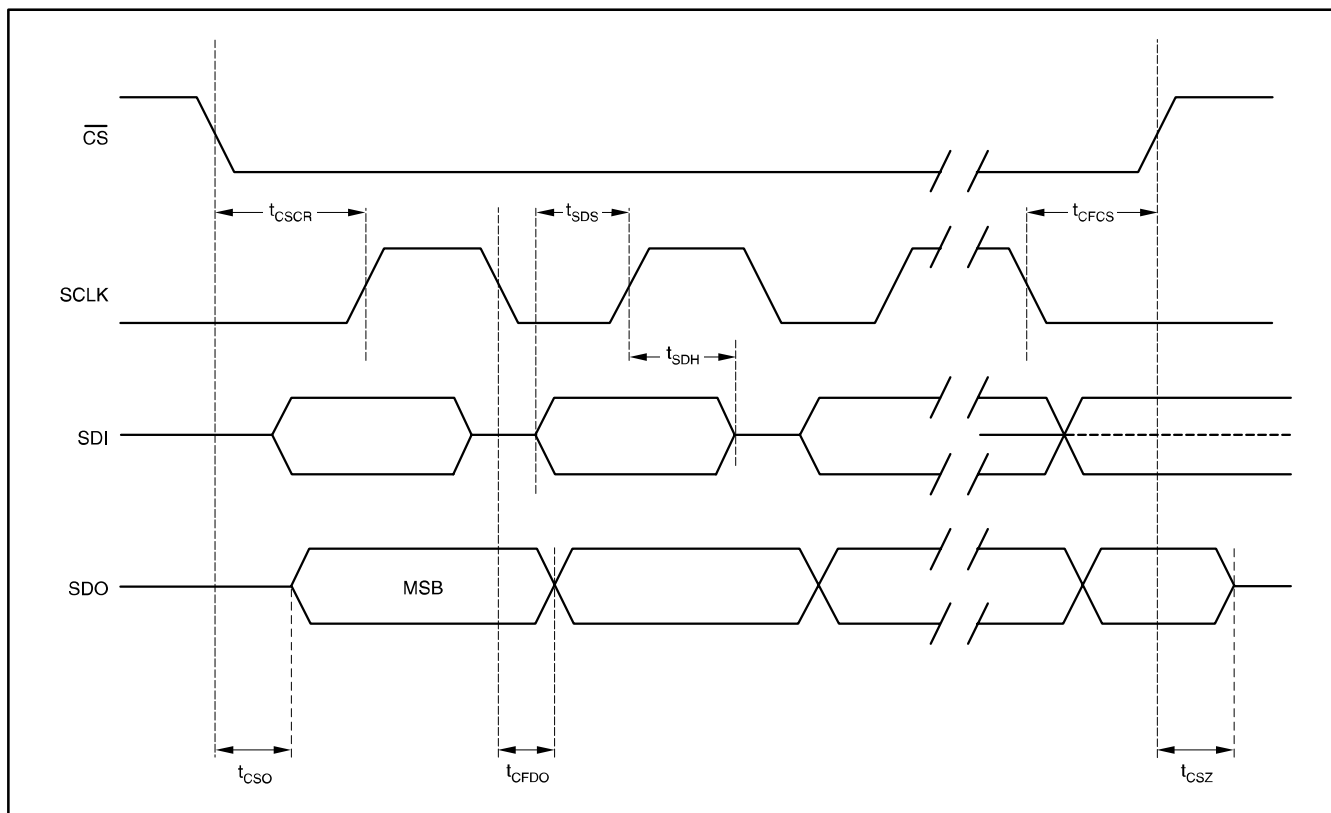 CS
tCSCR
tSDS
tCFCS
SCLK
tSDH
SDI
SDO
MSB
tCSO
tCFDO
tCSZ